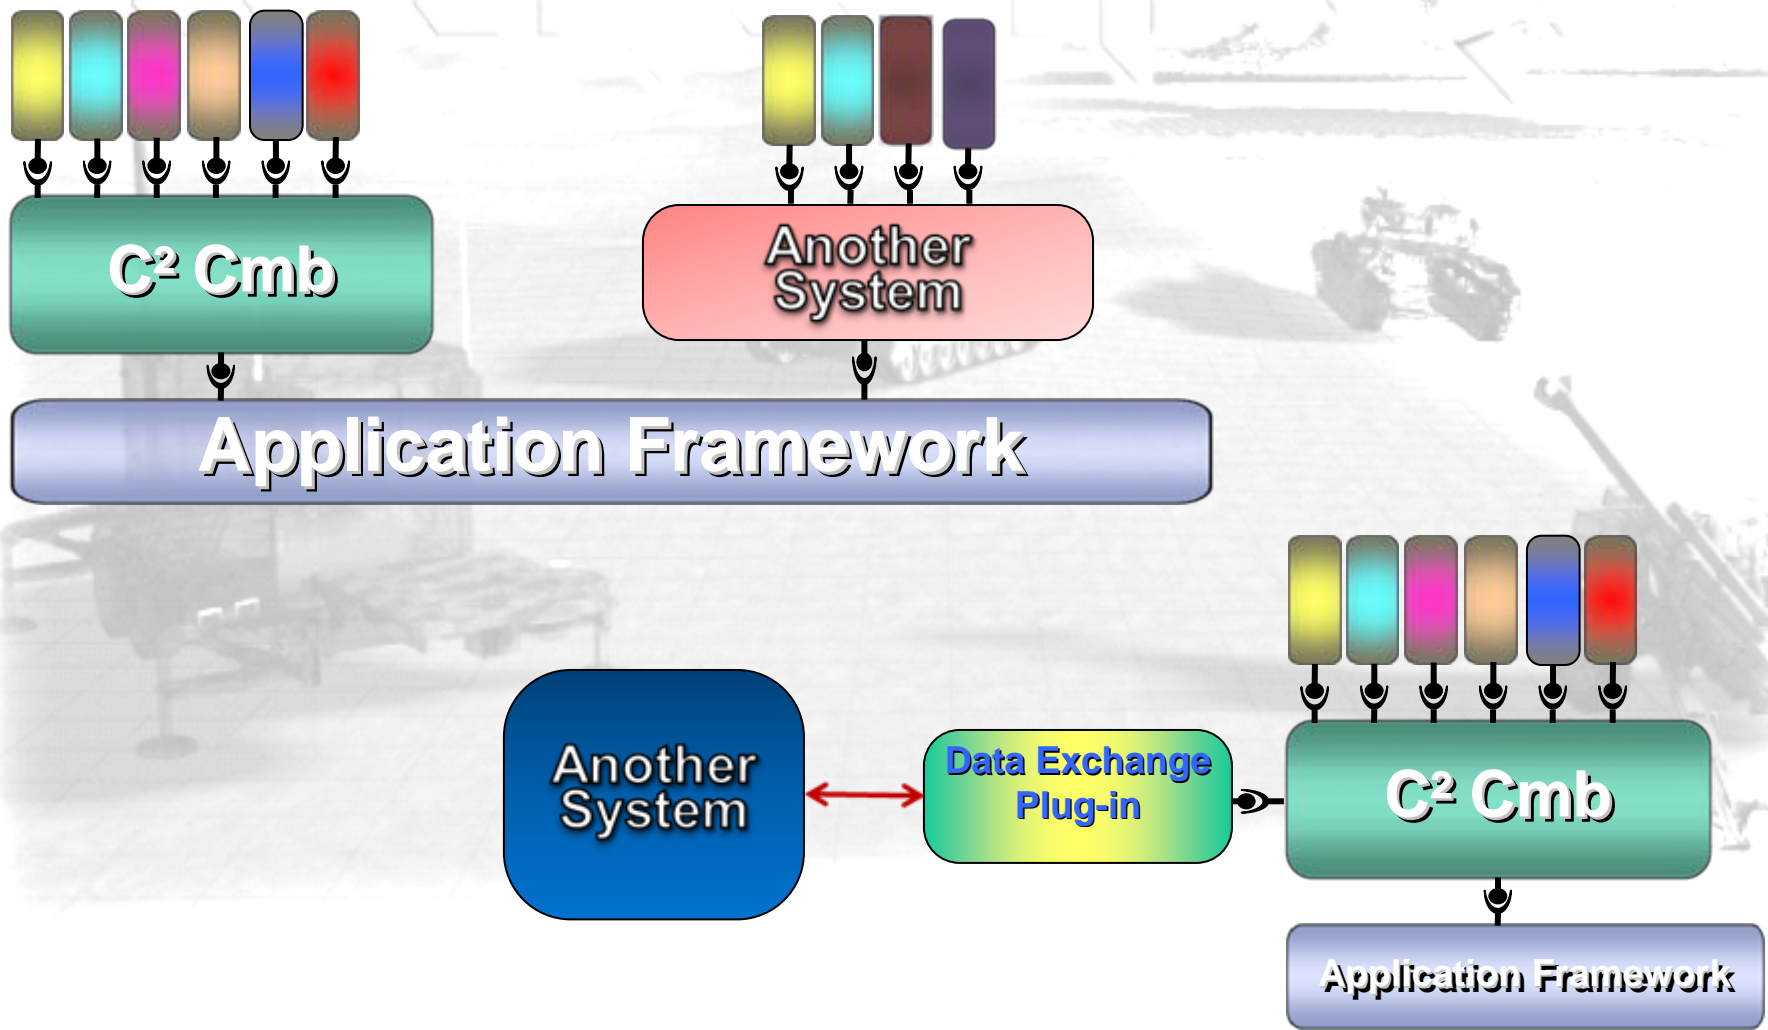 C² Cmb
Another
System
Application Framework
Another
System
Data Exchange
Plug-in
C² Cmb
Application Framework